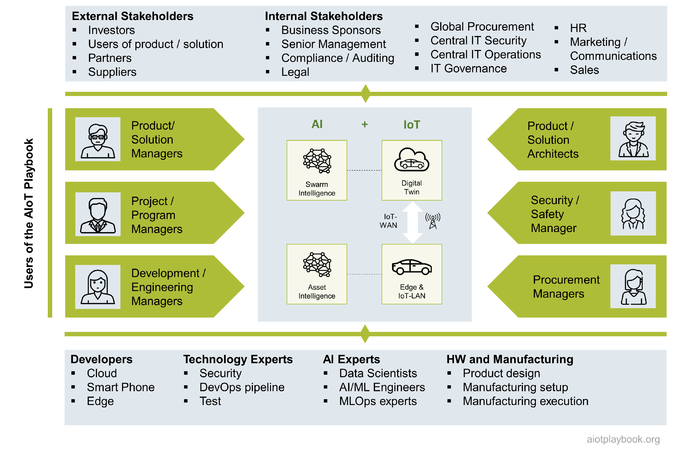 External Stakeholders
▪ Investors
▪ Users of product / solution
▪ Partners
▪ Suppliers
Internal Stakeholders
▪ Business Sponsors
▪ Senior Management
▪ Compliance / Auditing
▪ Legal
▪ Global Procurement
▪ Central IT Security
▪ Central IT Operations
▪ IT Governance
▪ HR
▪ Marketing /
Communications
▪ Sales
Users of the AIoT Playbook
Product/
Solution
Managers
Project /
Program
Managers
Development /
Engineering
Managers
AI + IoT
Swarm
Intelligence
Digital
Twin
IoT-
WAN
Asset
Intelligence
Edge &
IoT-LAN
Product /
Solution
Architects
Security /
Safety
Manager
Procurement
Managers
Developers
▪ Cloud
▪ Smart Phone
▪ Edge
Technology Experts
▪ Security
▪ DevOps pipeline
▪ Test
AI Experts
▪ Data Scientists
▪ AI/ML Engineers
▪ MLOps experts
HW and Manufacturing
▪ Product design
▪ Manufacturing setup
▪ Manufacturing execution
aiotplaybook.org